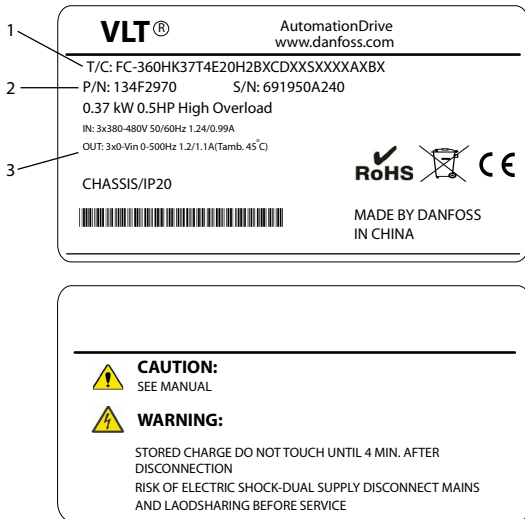 VLT® AutomationDrive
www.danfoss.com
1
T/C: FC-360HK37T4E20H2BXCDXXSXXXXAXBX
2
P/N: 134F2970 S/N: 691950A240
0.37 kW 0.5HP High Overload
IN: 3x380-480V 50/60Hz 1.24/0.99A
3
OUT: 3x0-Vin 0-500Hz 1.2/1.1A(Tamb. 45°C)
RoHS CE
CHASSIS/IP20
MADE BY DANFOSS
IN CHINA
CAUTION:
SEE MANUAL
WARNING:
STORED CHARGE DO NOT TOUCH UNTIL 4 MIN. AFTER
DISCONNECTION
RISK OF ELECTRIC SHOCK-DUAL SUPPLY DISCONNECT MAINS
AND LAODSHARING BEFORE SERVICE